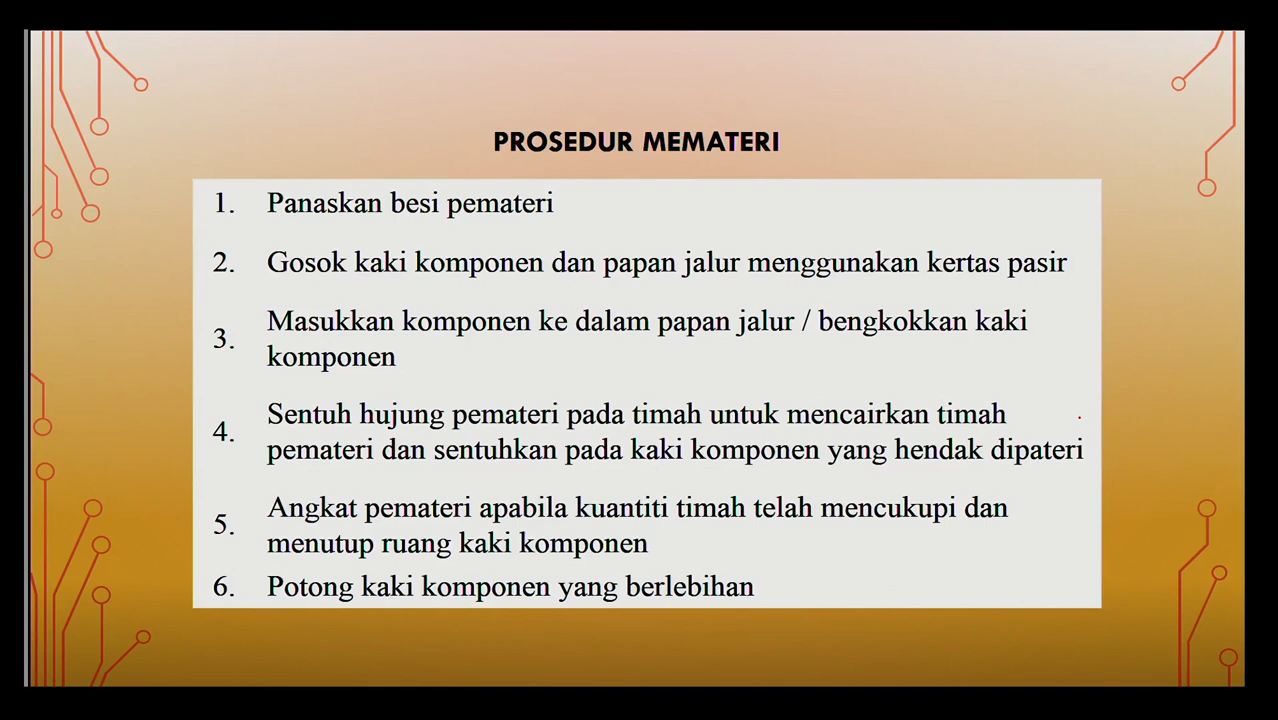 PROSEDUR MEMATERI
1. Panaskan besi pemateri
2. Gosok kaki komponen dan papan jalur menggunakan kertas pasir
3. Masukkan komponen ke dalam papan jalur / bengkokkan kaki
komponen
4. Sentuh hujung pemateri pada timah untuk mencairkan timah
pemateri dan sentuhkan pada kaki komponen yang hendak dipateri
5. Angkat pemateri apabila kuantiti timah telah mencukupi dan
menutup ruang kaki komponen
6. Potong kaki komponen yang berlebihan